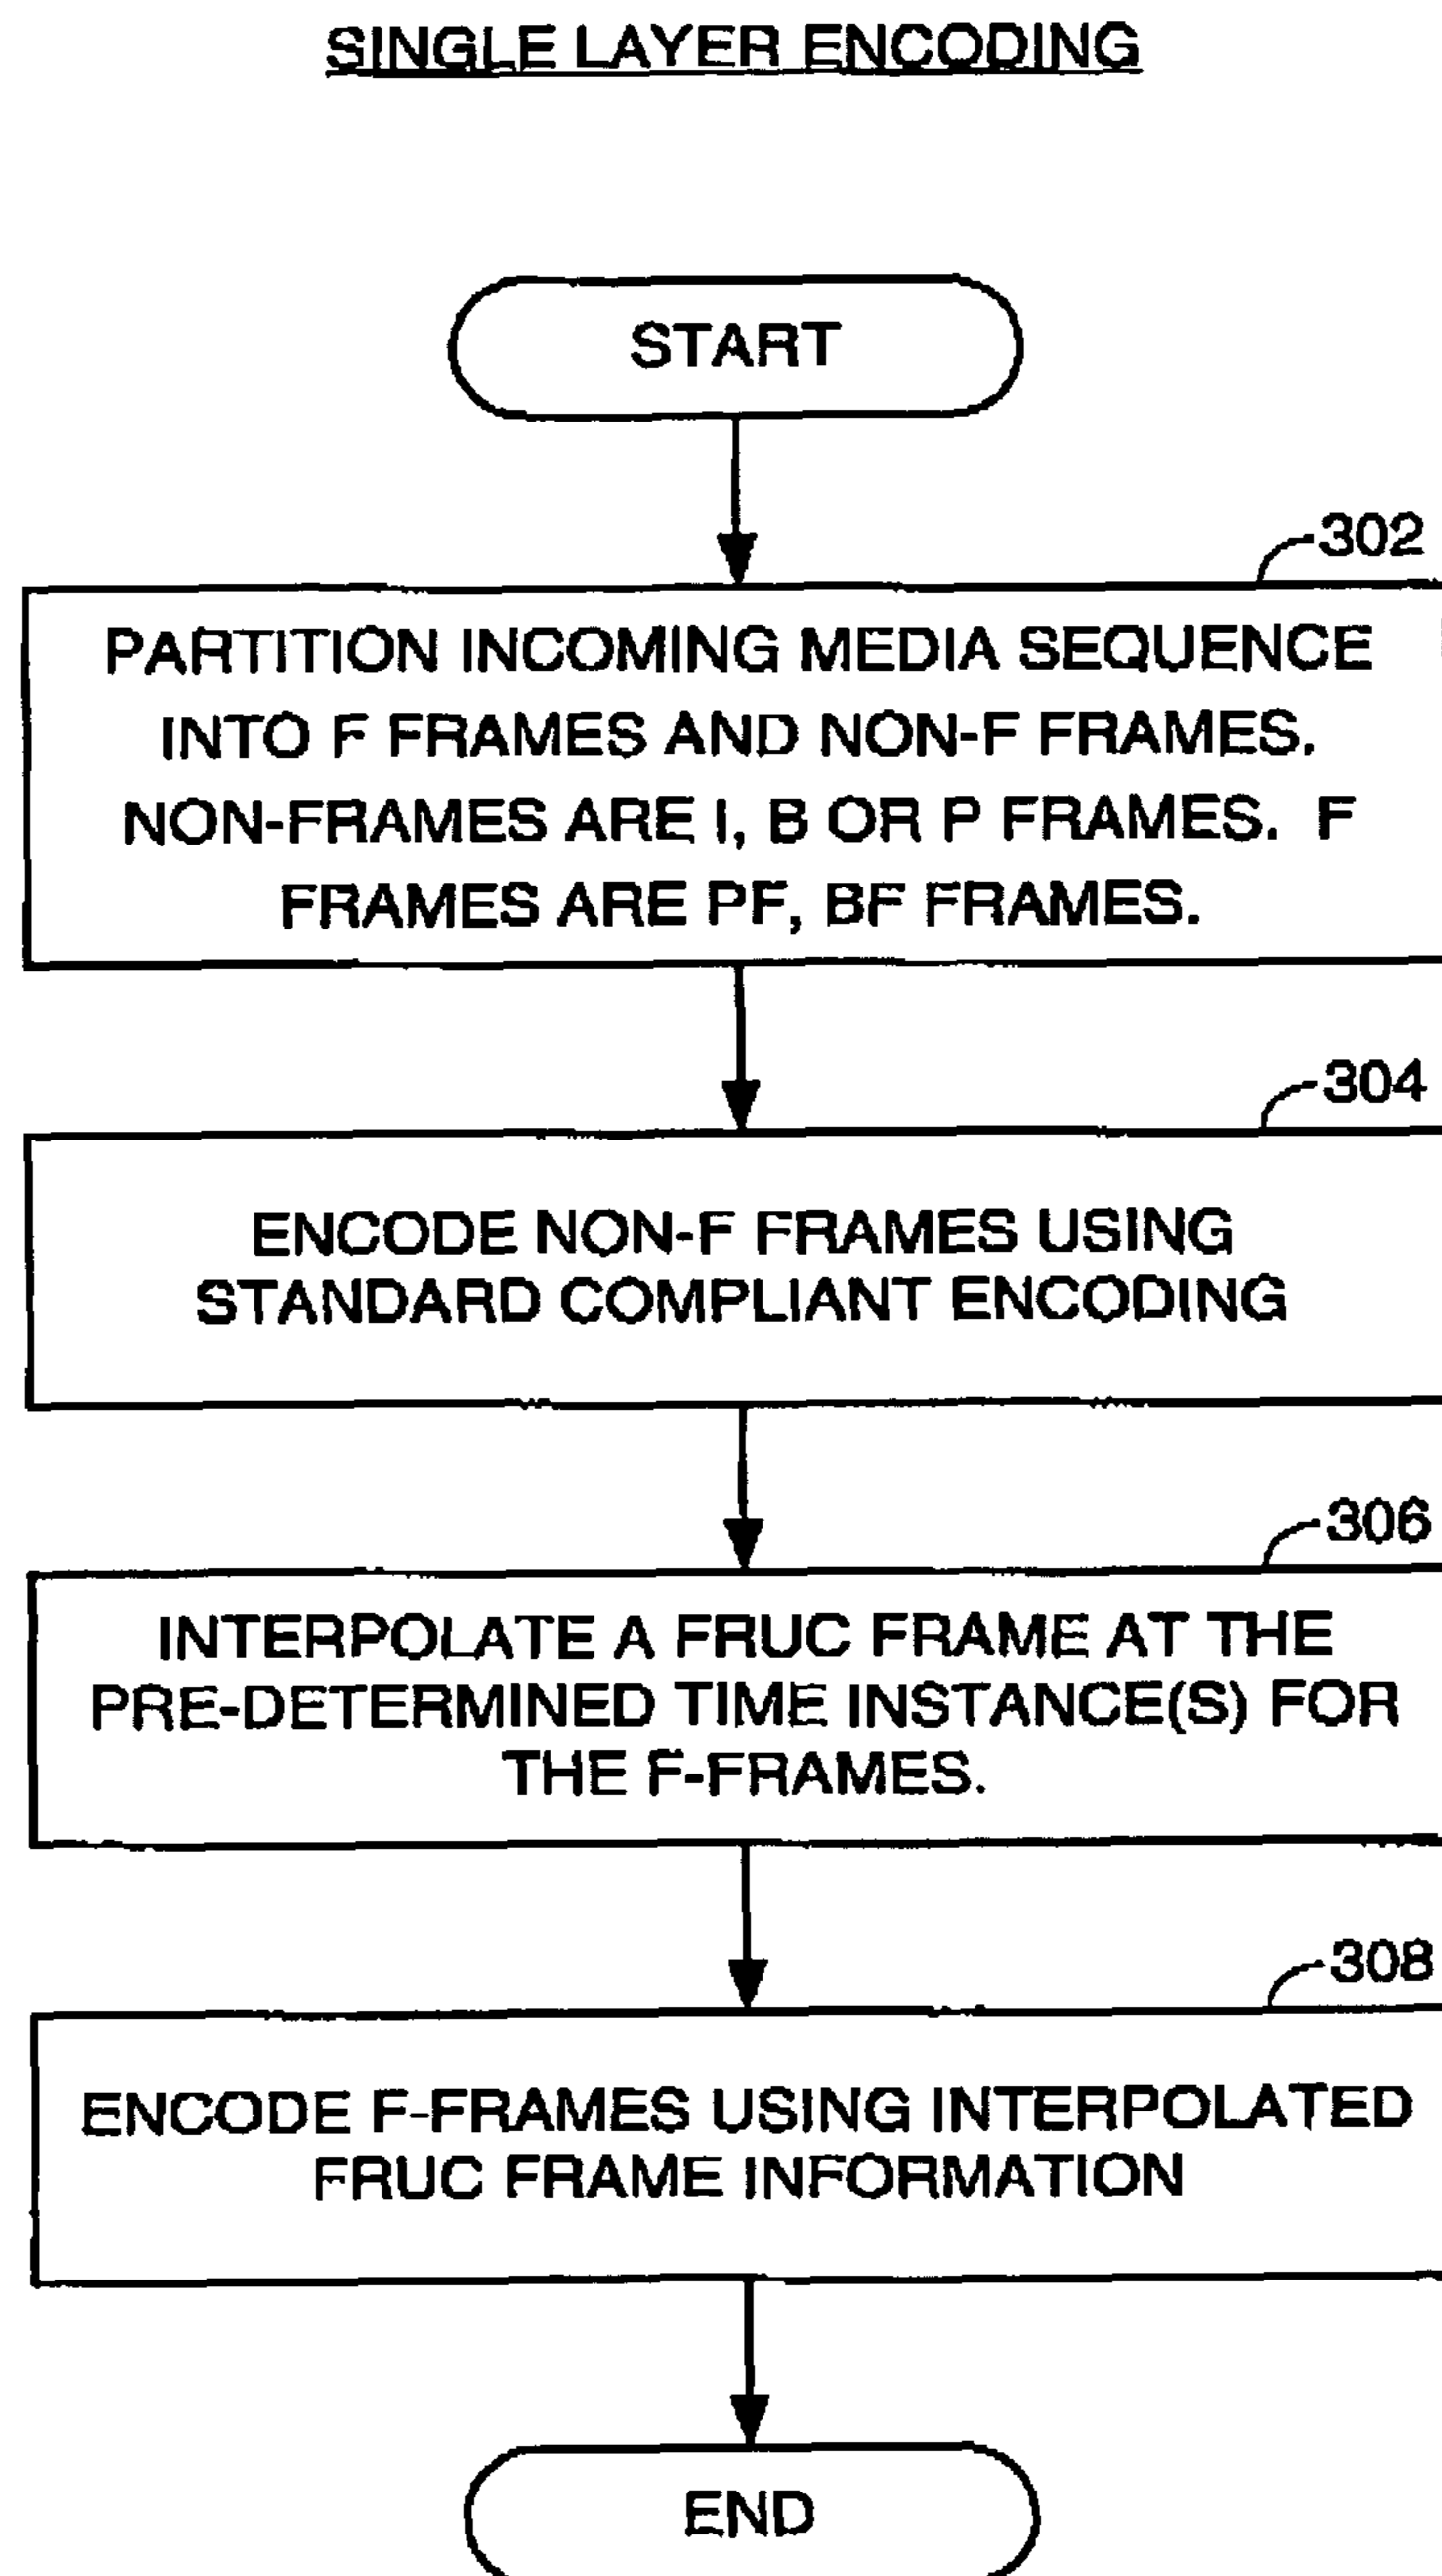 SINGLE LAYER ENCODING
START
302
PARTITION INCOMING MEDIA SEQUENCE
INTO F FRAMES AND NON-F FRAMES.
NON-FRAMES ARE I, B OR P FRAMES. F
FRAMES ARE PF, BF FRAMES.
304
ENCODE NON-F FRAMES USING
STANDARD COMPLIANT ENCODING
306
INTERPOLATE A FRUC FRAME AT THE
PRE-DETERMINED TIME INSTANCE(S) FOR
THE F-FRAMES.
308
ENCODE F-FRAMES USING INTERPOLATED
FRUC FRAME INFORMATION
END